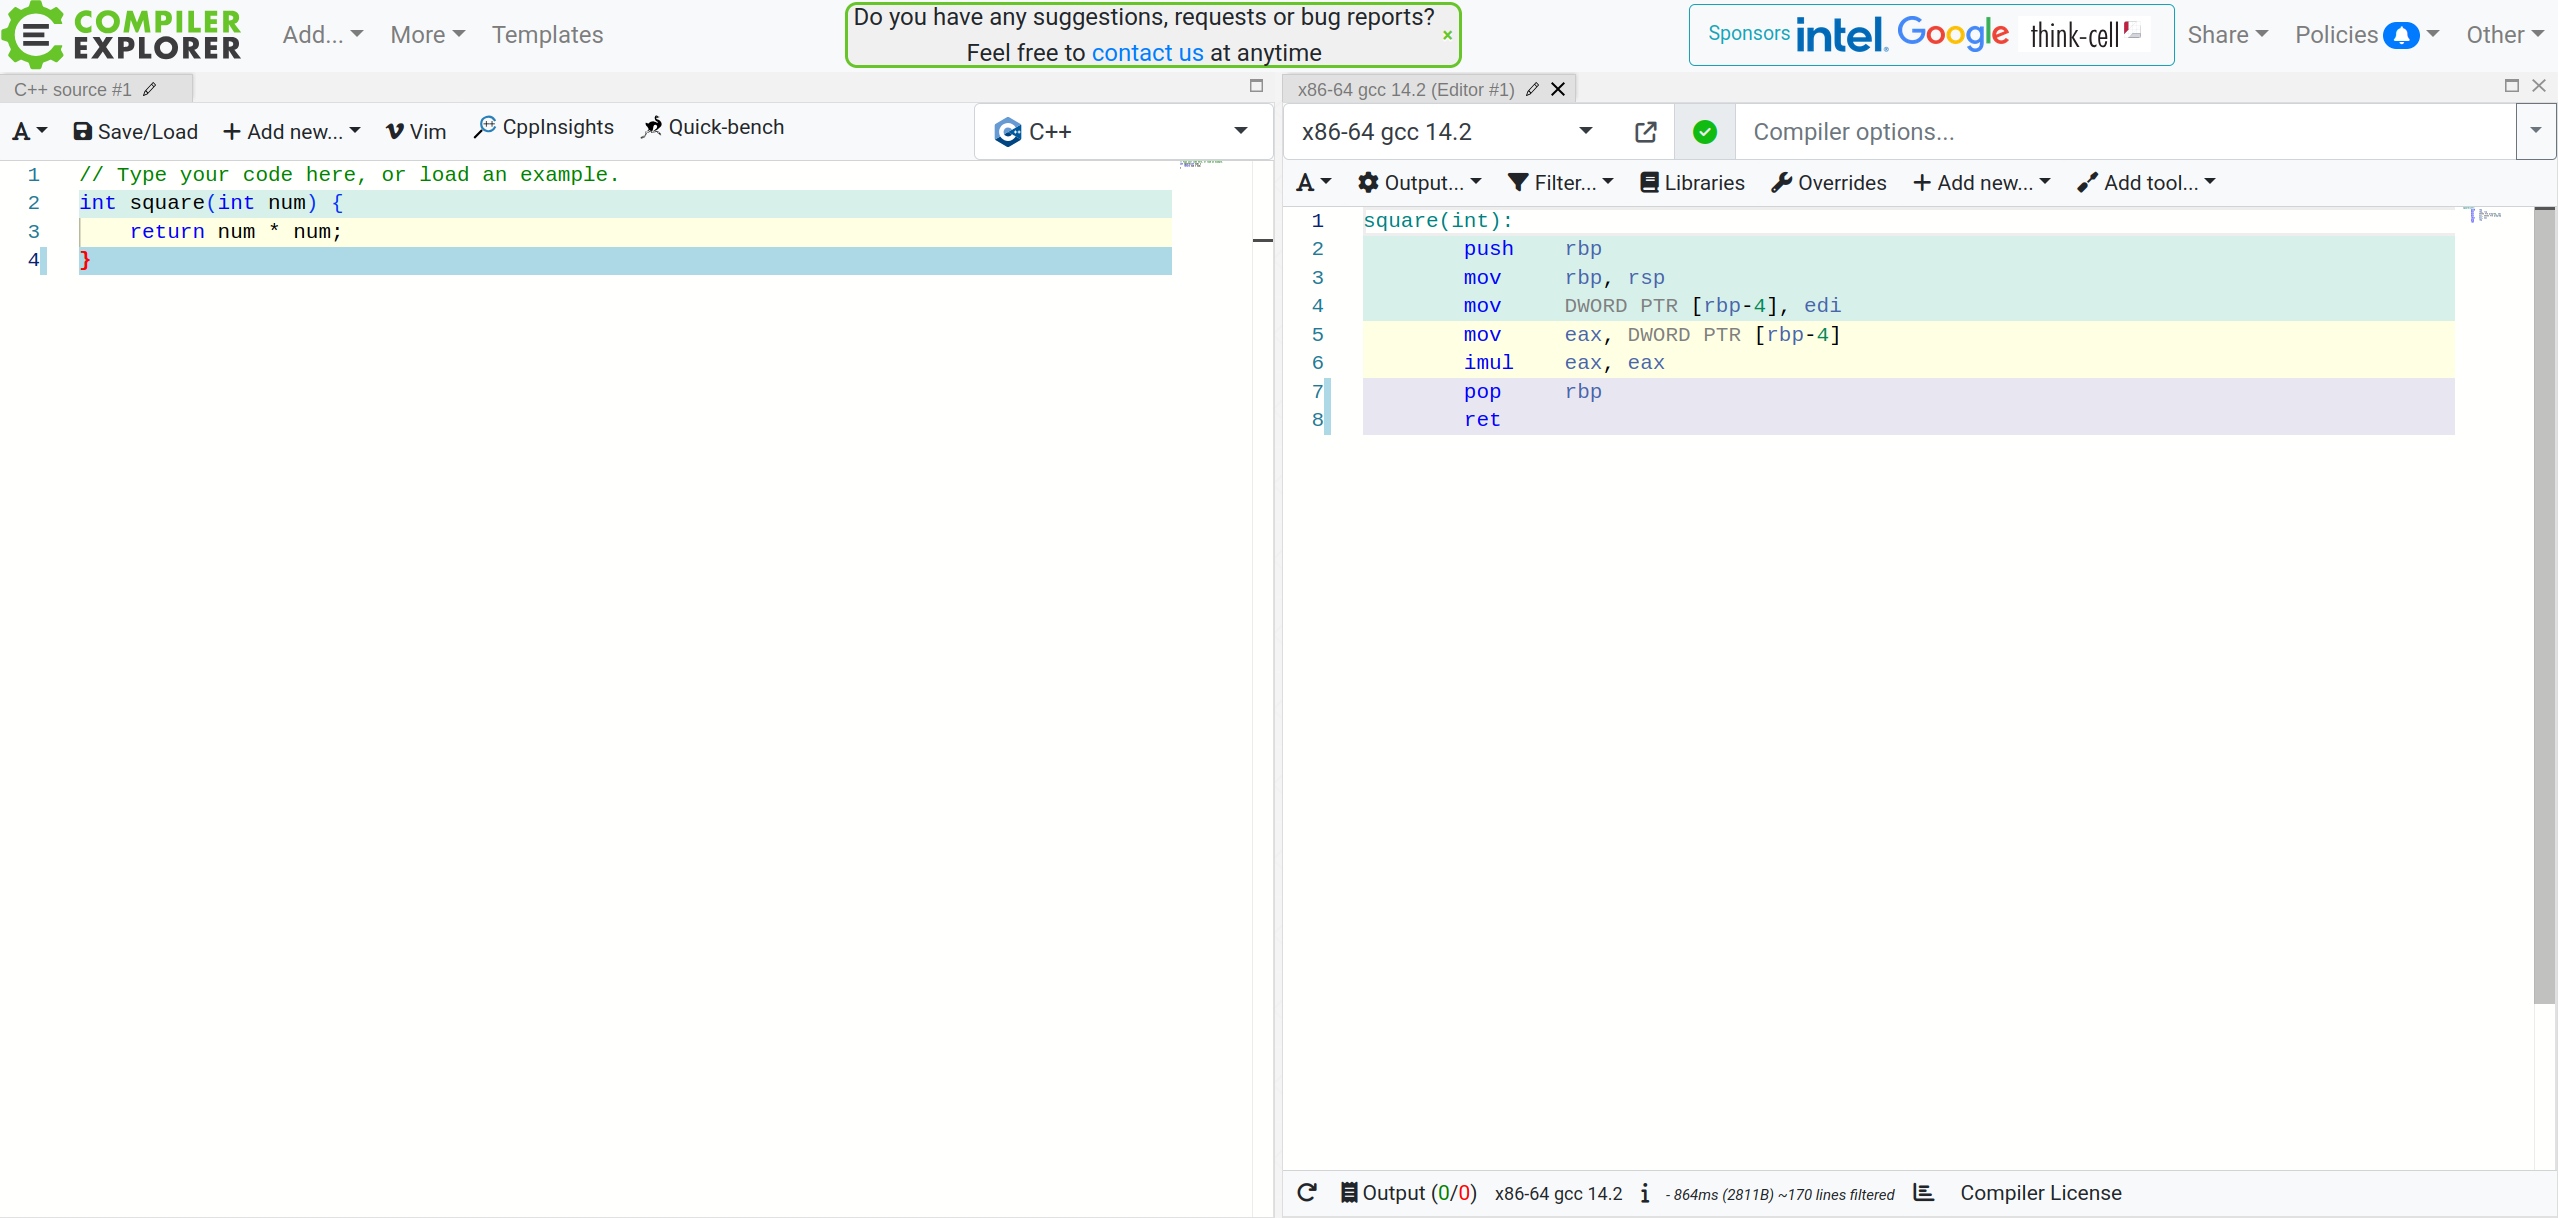 COMPILER EXPLORER Add... More Templates
Do you have any suggestions, requests or bug reports?
Feel free to contact us at anytime
Sponsors intel. Google think-cell Share Policies Other
C++ source #1
A Save/Load + Add new... Vim CppInsights Quick-bench C++
1 // Type your code here, or load an example.
2 int square(int num) {
3     return num * num;
4 }
x86-64 gcc 14.2 (Editor #1)
x86-64 gcc 14.2 Compiler options...
A Output... Filter... Libraries Overrides + Add new... Add tool...
1 square(int):
2         push    rbp
3         mov     rbp, rsp
4         mov     DWORD PTR [rbp-4], edi
5         mov     eax, DWORD PTR [rbp-4]
6         imul    eax, eax
7         pop     rbp
8         ret
Output (0/0) x86-64 gcc 14.2 i - 864ms (2811B) ~170 lines filtered Compiler License